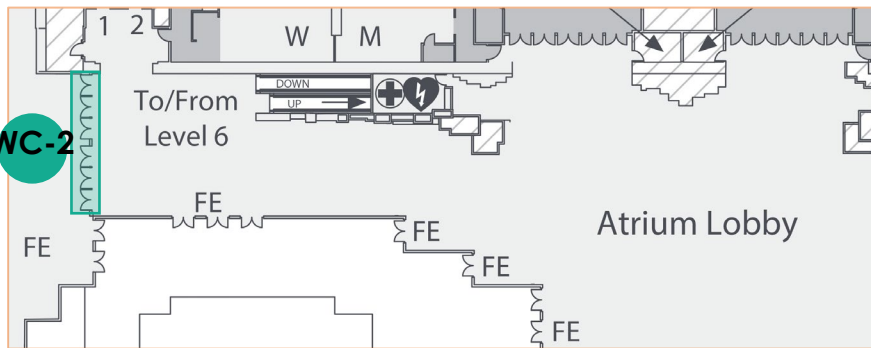 1 2
W M
DOWN
UP
To/From
Level 6
WC-2
FE
FE
FE
FE
FE
Atrium Lobby